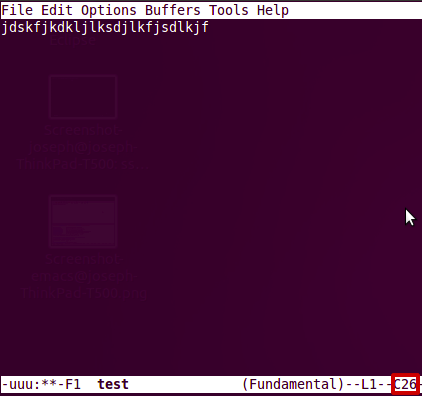 File Edit Options Buffers Tools Help
jdskfjkdkljlksdjlkfjsdlkjf
-uuu:**-F1  test              (Fundamental)--L1--C26-